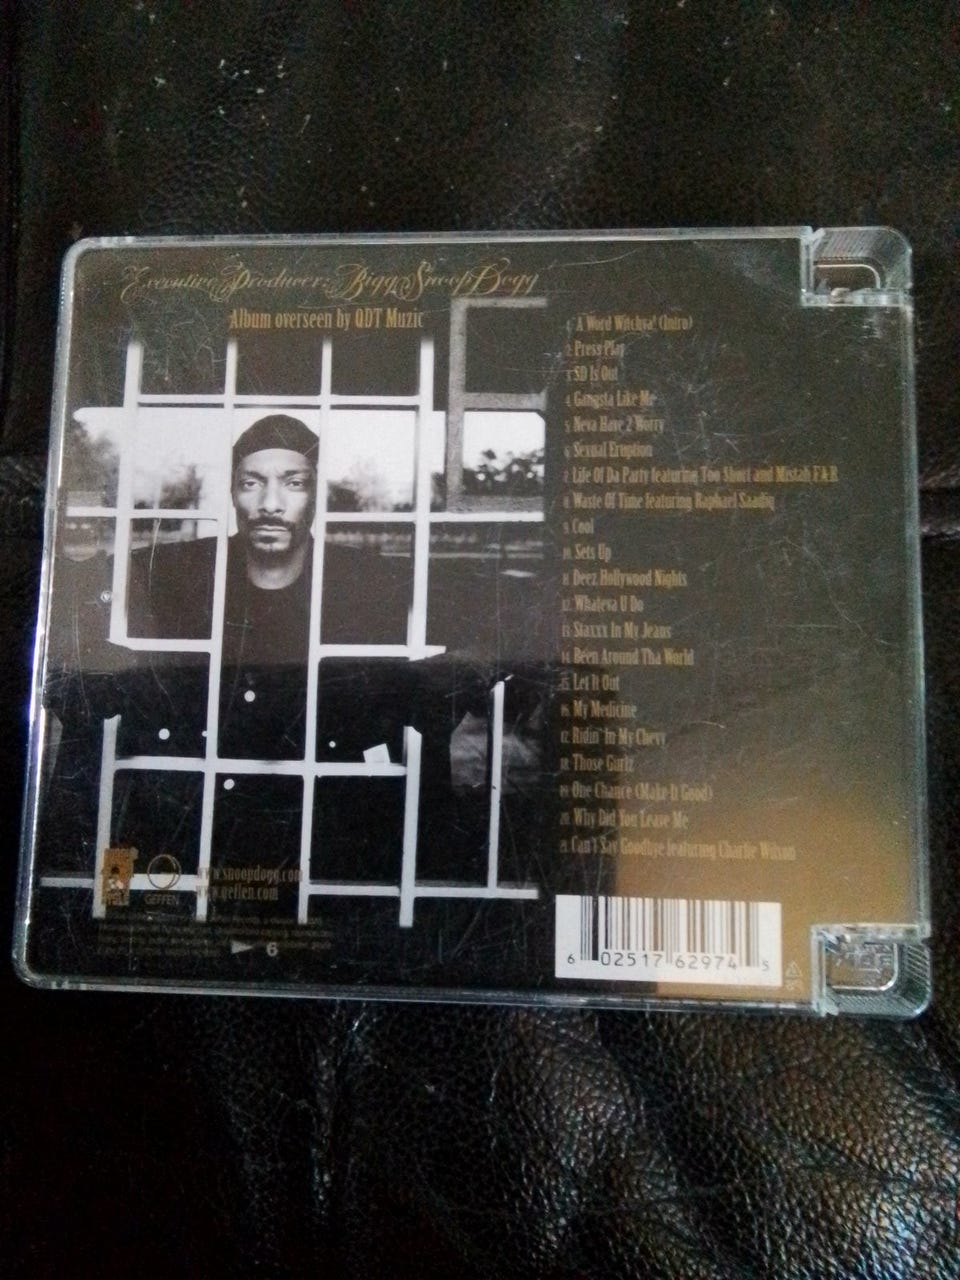 Executive Producer: Bigg Snoop Dogg
Album overseen by QDT Muzic
1. A Word Witchya! (Intro)
2. Press Play
3. SD Is Out
4. Gangsta Like Me
5. Neva Have 2 Worry
6. Sexual Eruption
7. Life Of Da Party featuring Too Short and Mistah F.A.B.
8. Waste Of Time featuring Raphael Saadiq
9. Cool
10. Sets Up
11. Deez Hollywood Nights
12. Whateva U Do
13. Staxxx In My Jeans
14. Been Around Tha World
15. Let It Out
16. My Medicine
17. Ridin' In My Chevy
18. Those Gurlz
19. One Chance (Make It Good)
20. Why Did You Leave Me
21. Can't Say Goodbye featuring Charlie Wilson
www.snoopdogg.com
www.geffen.com
GEFFEN
6
6 02517 62974 5